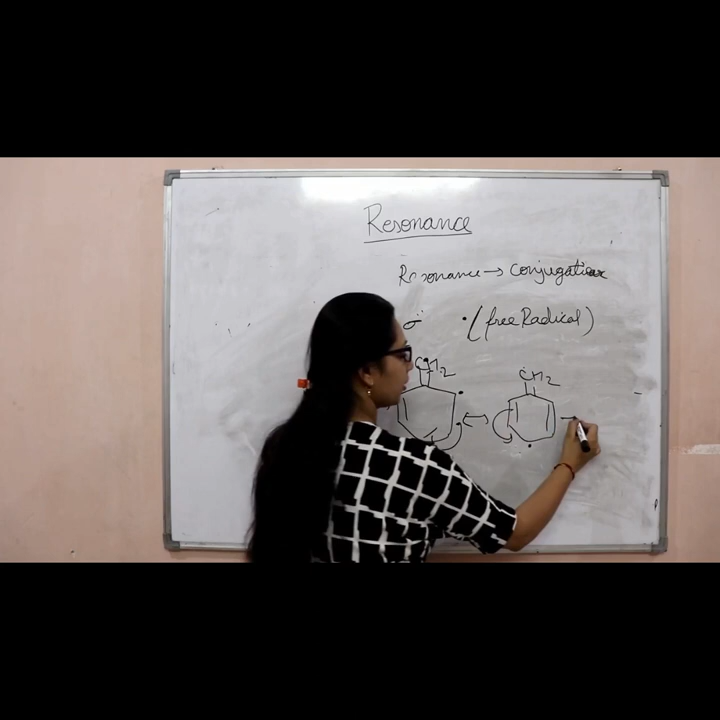 Resonance
Resonance → conjugation
σ •(free Radical)
CH2 ↔ CH2 →